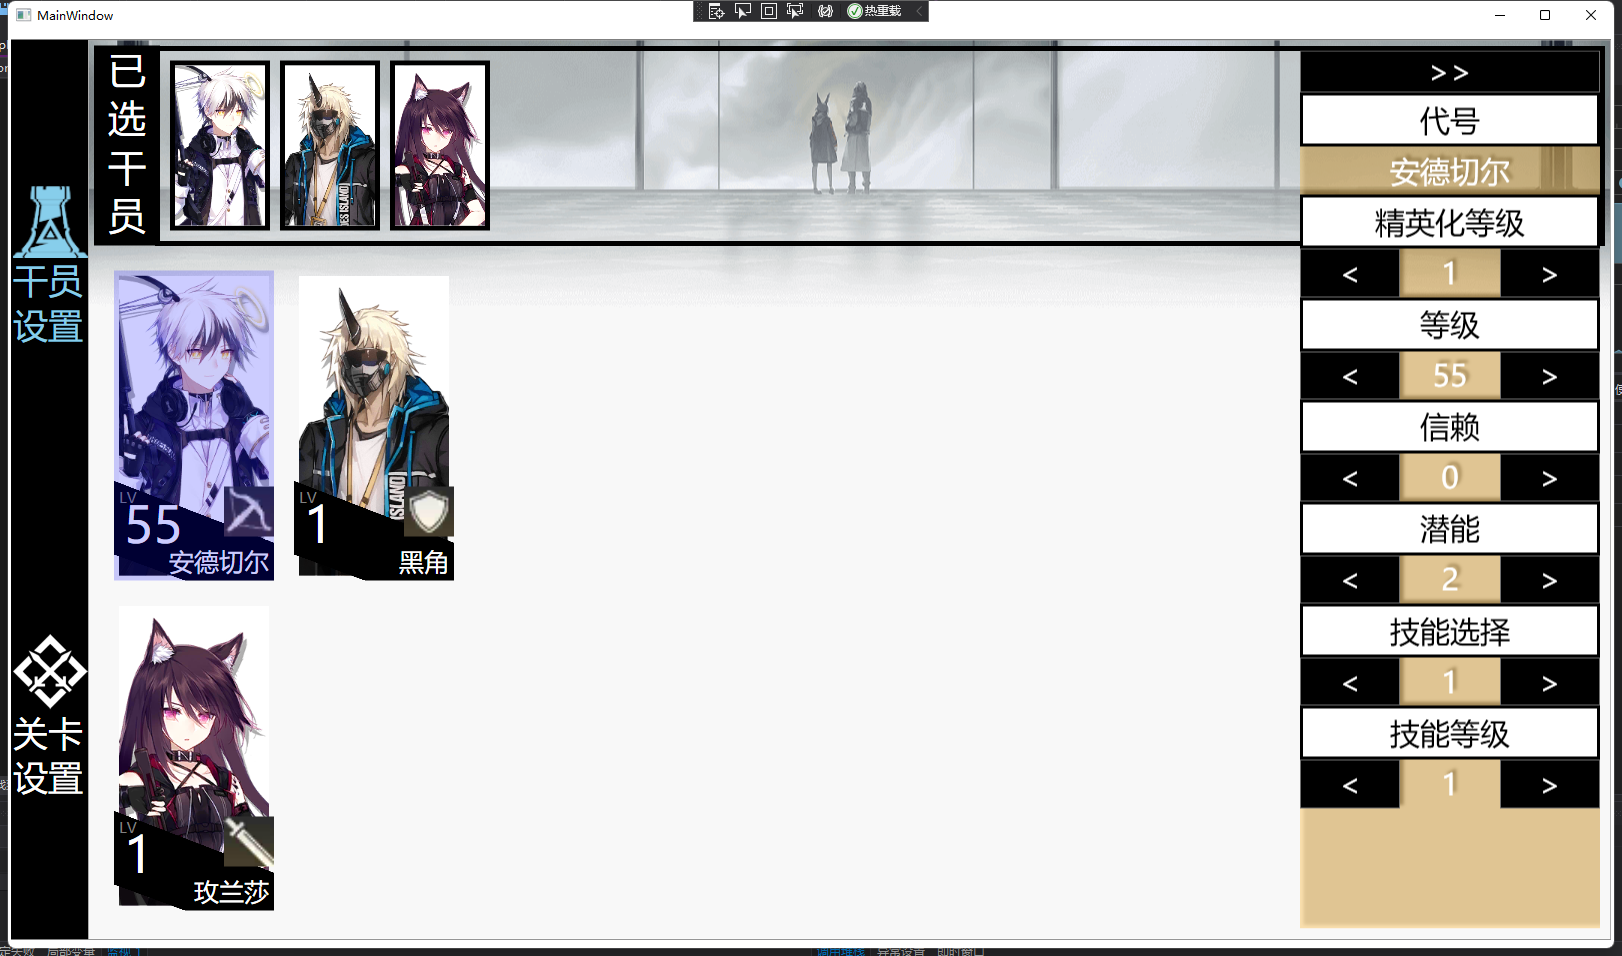 MainWindow
热重载
已选干员
干员
设置
关卡
设置
LV
55
安德切尔
LV
1
黑角
LV
1
玫兰莎
>>
代号
安德切尔
精英化等级
< 1 >
等级
< 55 >
信赖
< 0 >
潜能
< 2 >
技能选择
< 1 >
技能等级
< 1 >